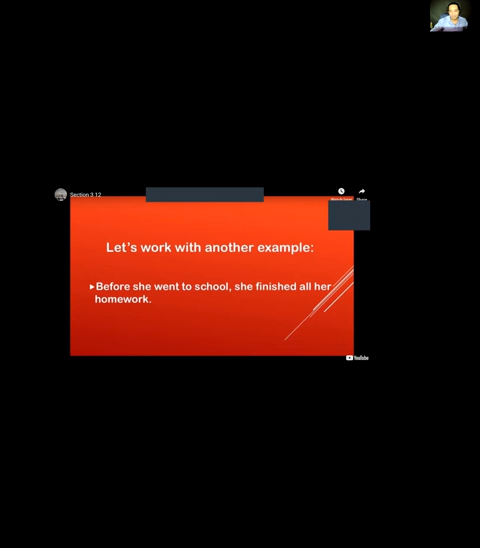 Section 3.12
Let's work with another example:
Before she went to school, she finished all her
homework.
YouTube